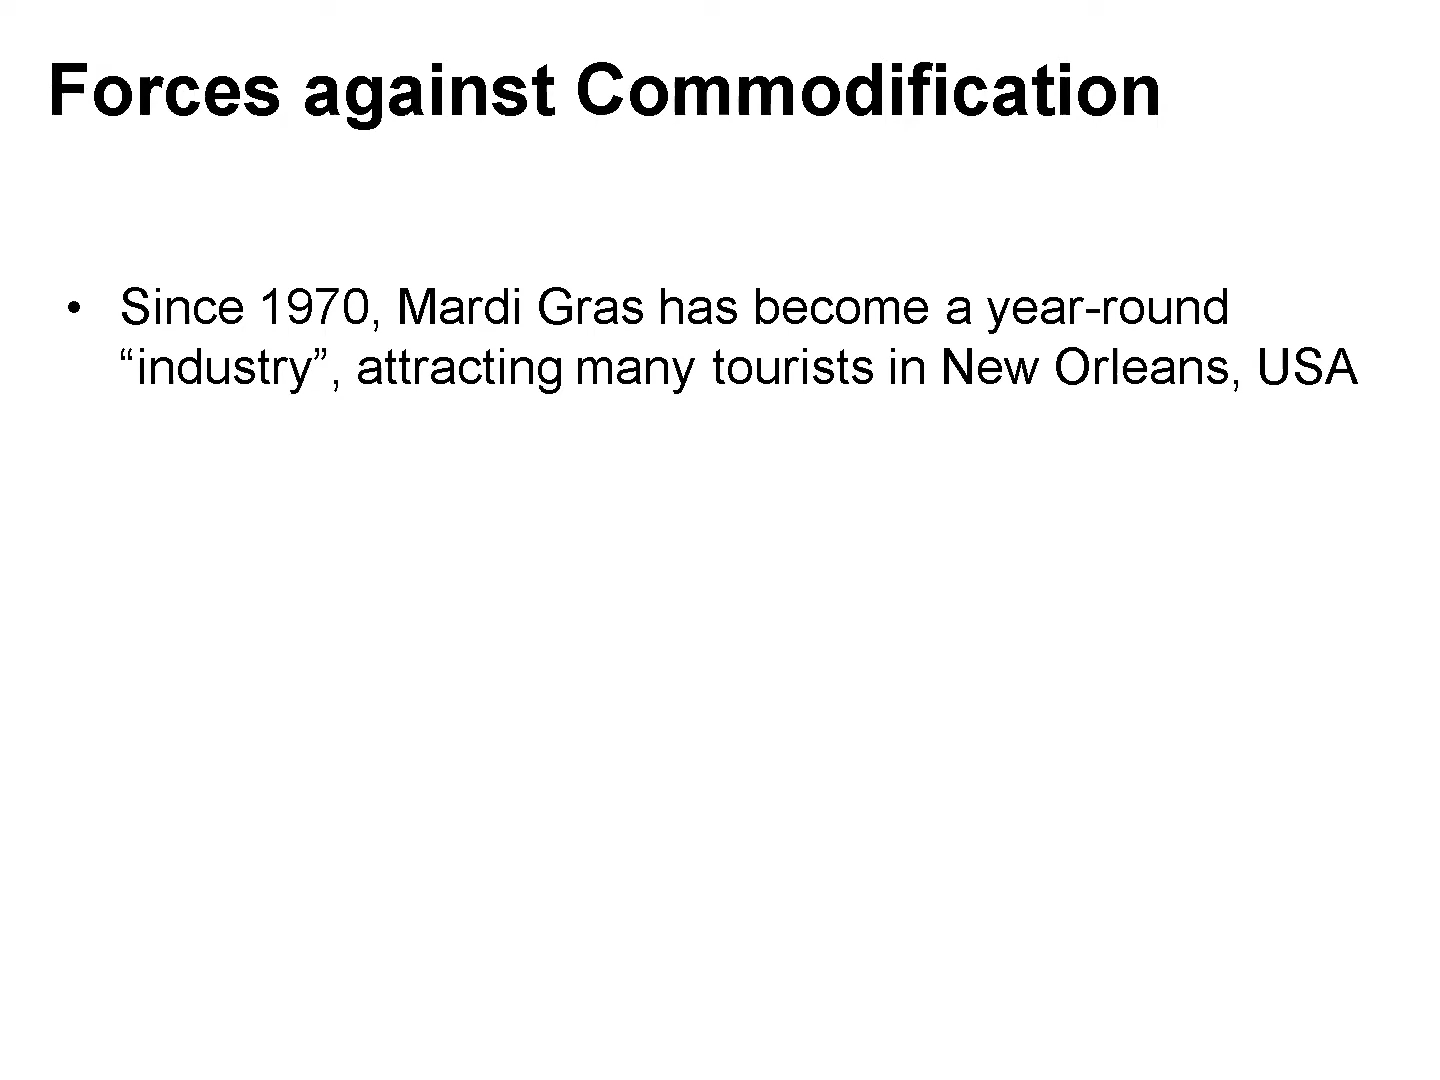 Forces against Commodification
• Since 1970, Mardi Gras has become a year-round
“industry”, attracting many tourists in New Orleans, USA